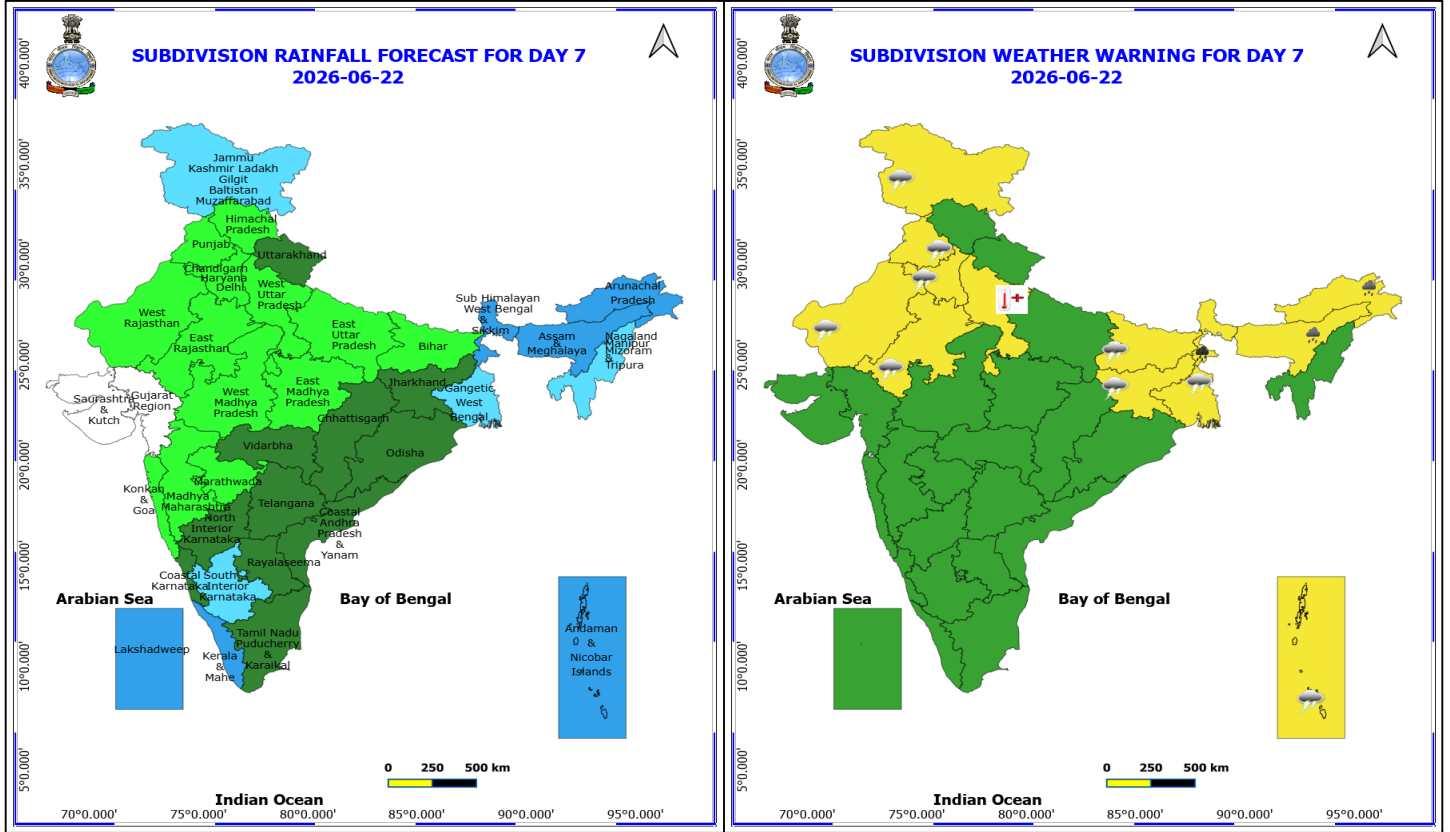 SUBDIVISION RAINFALL FORECAST FOR DAY 7
2026-06-22
40°0.000'
35°0.000'
30°0.000'
25°0.000'
20°0.000'
15°0.000'
10°0.000'
5°0.000'
Jammu
Kashmir Ladakh
Gilgit
Baltistan
Muzaffarabad
Himachal
Pradesh
Punjab
Uttarakhand
Chandigarh
Haryana
Delhi
West
Uttar
Pradesh
West
Rajasthan
East
Rajasthan
East
Uttar
Pradesh
Bihar
Sub Himalayan
West Bengal
&
Sikkim
Arunachal
Pradesh
Assam
&
Meghalaya
Nagaland
Manipur
Mizoram
&
Tripura
Saurashtra
&
Kutch
Gujarat
Region
West
Madhya
Pradesh
East
Madhya
Pradesh
Jharkhand
Gangetic
West
Bengal
Chhattisgarh
Vidarbha
Odisha
Konkan
&
Goa
Madhya
Maharashtra
Marathwada
Telangana
North
Interior
Karnataka
Coastal
Andhra
Pradesh
&
Yanam
Rayalaseema
Coastal
Karnataka
South
Interior
Karnataka
Tamil Nadu
Puducherry
&
Karaikal
Kerala
&
Mahe
Arabian Sea
Bay of Bengal
Lakshadweep
Andaman
&
Nicobar
Islands
0 250 500 km
Indian Ocean
70°0.000' 75°0.000' 80°0.000' 85°0.000' 90°0.000' 95°0.000'
SUBDIVISION WEATHER WARNING FOR DAY 7
2026-06-22
40°0.000'
35°0.000'
30°0.000'
25°0.000'
20°0.000'
15°0.000'
10°0.000'
5°0.000'
Arabian Sea
Bay of Bengal
0 250 500 km
Indian Ocean
70°0.000' 75°0.000' 80°0.000' 85°0.000' 90°0.000' 95°0.000'